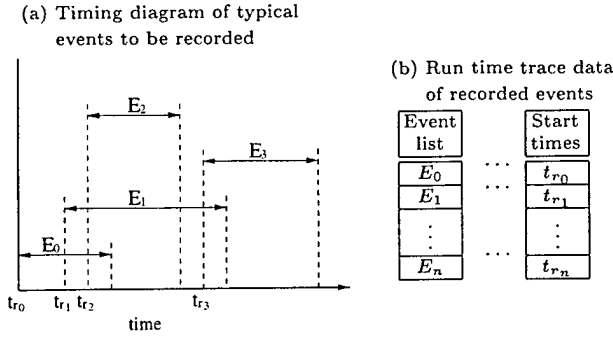 (a) Timing diagram of typical
events to be recorded
E₂
E₃
E₁
E₀
tr₀ tr₁ tr₂ tr₃
time
(b) Run time trace data
of recorded events
Event list ... Start times
E₀ ... tr₀
E₁ ... tr₁
⋮ ⋮
Eₙ ... trₙ